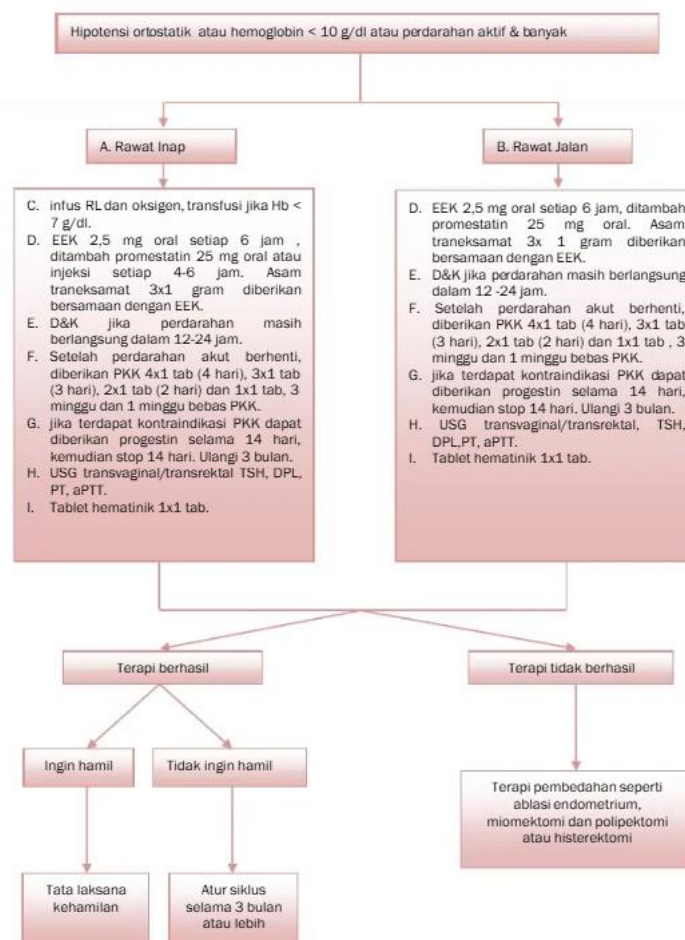 Hipotensi ortostatik atau hemoglobin < 10 g/dl atau perdarahan aktif & banyak
A. Rawat Inap
B. Rawat Jalan
C. infus RL dan oksigen, transfusi jika Hb <
7 g/dl.
D. EEK 2,5 mg oral setiap 6 jam ,
ditambah promestatin 25 mg oral atau
injeksi setiap 4-6 jam. Asam
traneksamat 3x1 gram diberikan
bersamaan dengan EEK.
E. D&K jika perdarahan masih
berlangsung dalam 12-24 jam.
F. Setelah perdarahan akut berhenti,
diberikan PKK 4x1 tab (4 hari), 3x1 tab
(3 hari), 2x1 tab (2 hari) dan 1x1 tab, 3
minggu dan 1 minggu bebas PKK.
G. jika terdapat kontraindikasi PKK dapat
diberikan progestin selama 14 hari,
kemudian stop 14 hari. Ulangi 3 bulan.
H. USG transvaginal/transrektal TSH, DPL,
PT, aPTT.
I. Tablet hematinik 1x1 tab.
D. EEK 2,5 mg oral setiap 6 jam, ditambah
promestatin 25 mg oral. Asam
traneksamat 3x 1 gram diberikan
bersamaan dengan EEK.
E. D&K jika perdarahan masih berlangsung
dalam 12 -24 jam.
F. Setelah perdarahan akut berhenti,
diberikan PKK 4x1 tab (4 hari), 3x1 tab
(3 hari), 2x1 tab (2 hari) dan 1x1 tab , 3
minggu dan 1 minggu bebas PKK.
G. jika terdapat kontraindikasi PKK dapat
diberikan progestin selama 14 hari,
kemudian stop 14 hari. Ulangi 3 bulan.
H. USG transvaginal/transrektal, TSH,
DPL,PT, aPTT.
I. Tablet hematinik 1x1 tab.
Terapi berhasil
Terapi tidak berhasil
Ingin hamil
Tidak ingin hamil
Terapi pembedahan seperti
ablasi endometrium,
miomektomi dan polipektomi
atau histerektomi
Tata laksana
kehamilan
Atur siklus
selama 3 bulan
atau lebih